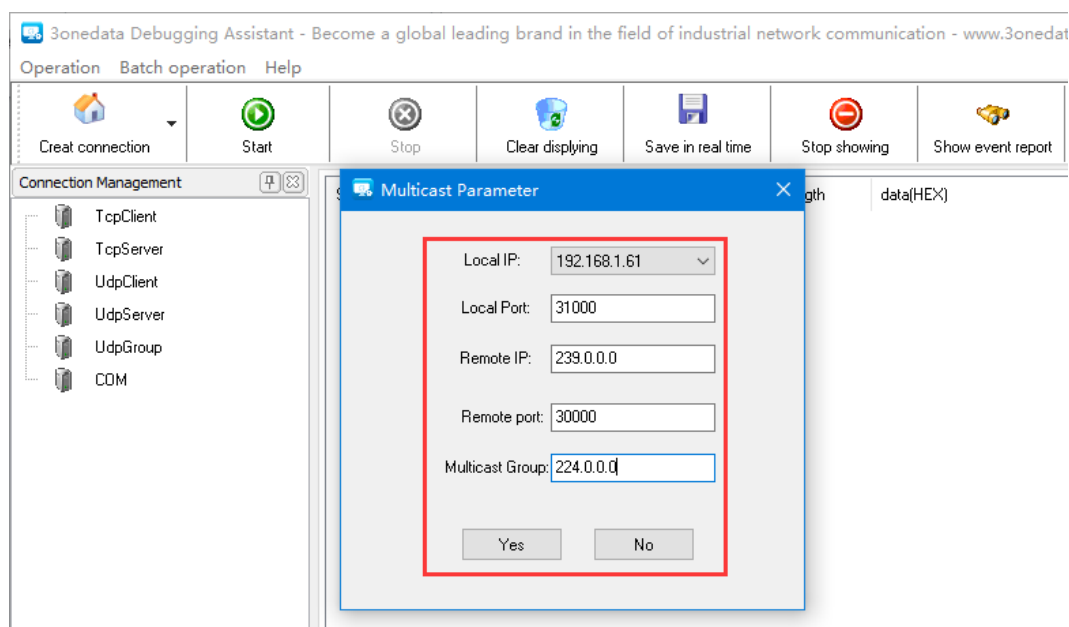 3onedata Debugging Assistant - Become a global leading brand in the field of industrial network communication - www.3onedat
Operation Batch operation Help
Creat connection Start Stop Clear displying Save in real time Stop showing Show event report
Connection Management
TcpClient
TcpServer
UdpClient
UdpServer
UdpGroup
COM
gth data(HEX)
Multicast Parameter
Local IP: 192.168.1.61
Local Port: 31000
Remote IP: 239.0.0.0
Remote port: 30000
Multicast Group: 224.0.0.0
Yes No